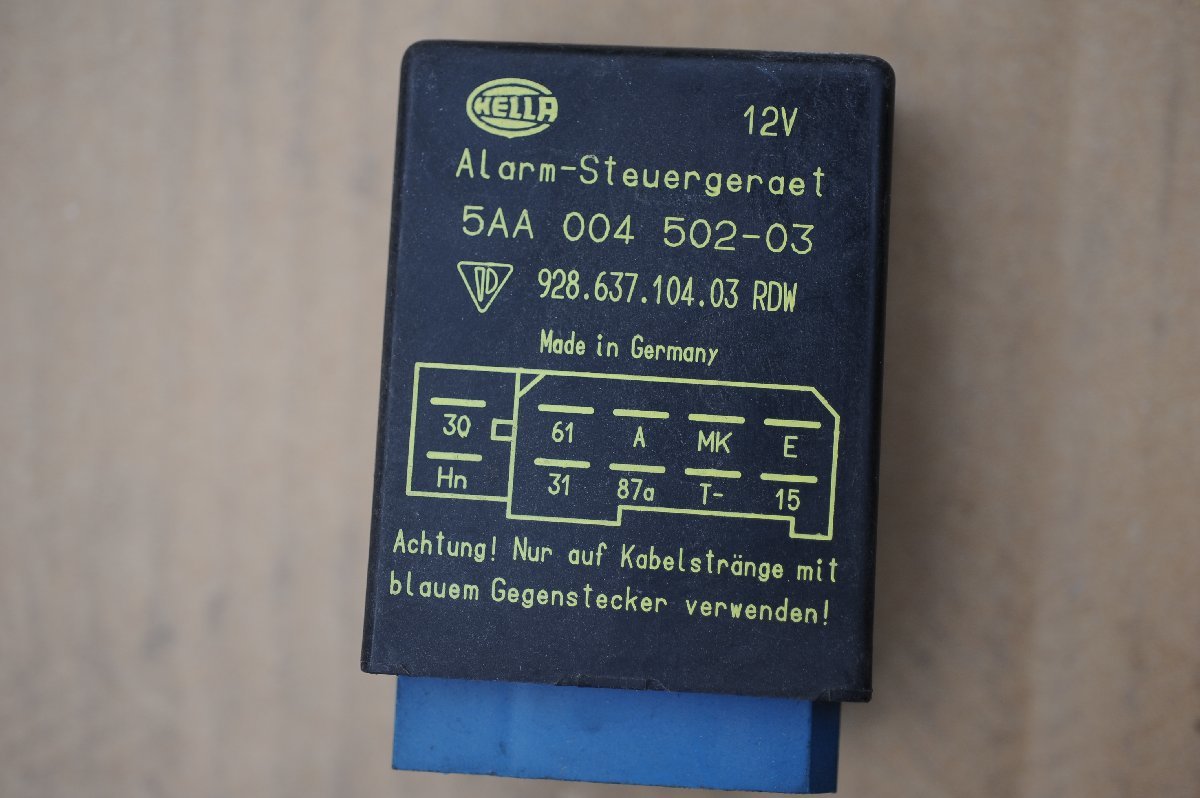 HELLA
12V
Alarm-Steuergeraet
5AA 004 502-03
928.637.104.03 RDW
Made in Germany
30 61 A MK E
Hn 31 87a T- 15
Achtung! Nur auf Kabelstränge mit
blauem Gegenstecker verwenden!